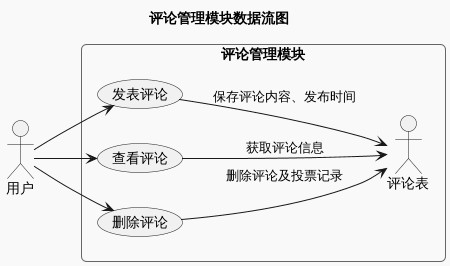 评论管理模块数据流图
评论管理模块
发表评论
保存评论内容、发布时间
查看评论
获取评论信息
用户
评论表
删除评论及投票记录
删除评论